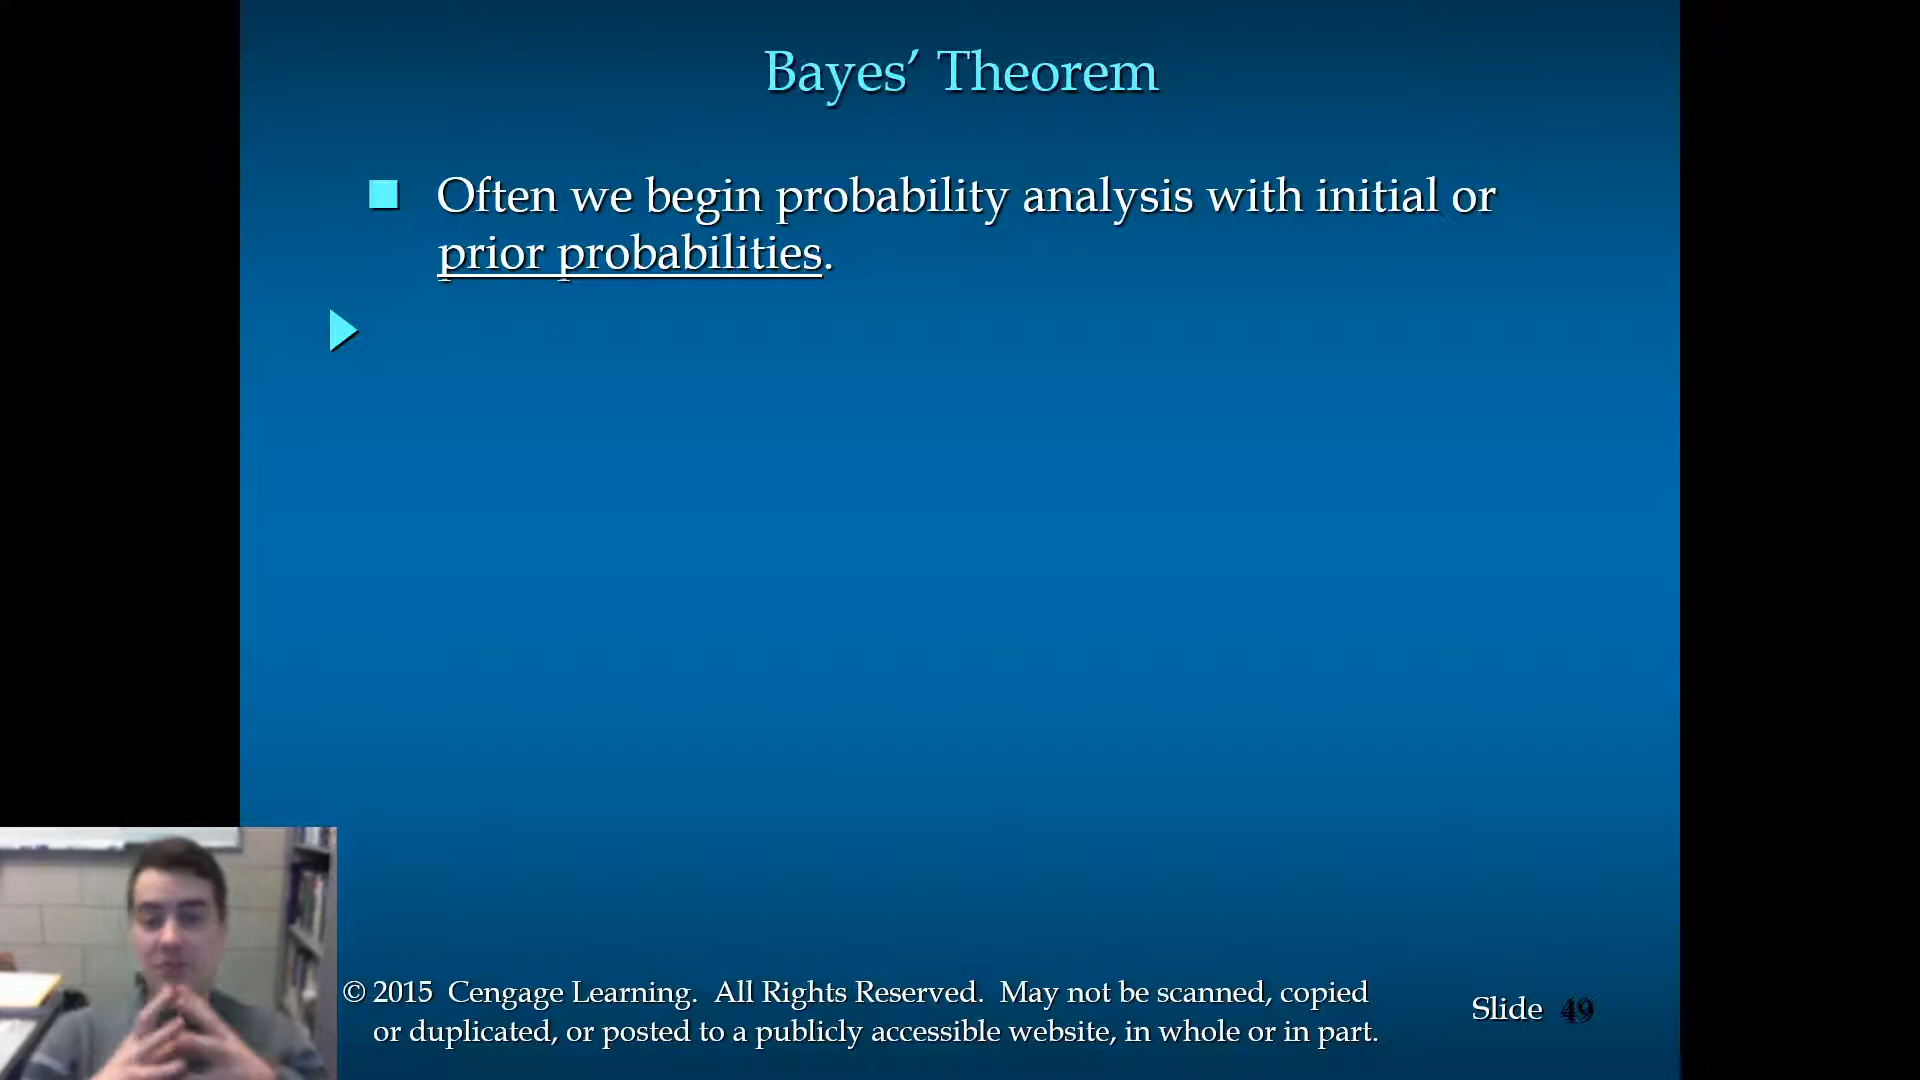 Bayes’ Theorem
Often we begin probability analysis with initial or
prior probabilities.
© 2015 Cengage Learning. All Rights Reserved. May not be scanned, copied
or duplicated, or posted to a publicly accessible website, in whole or in part.
Slide 49